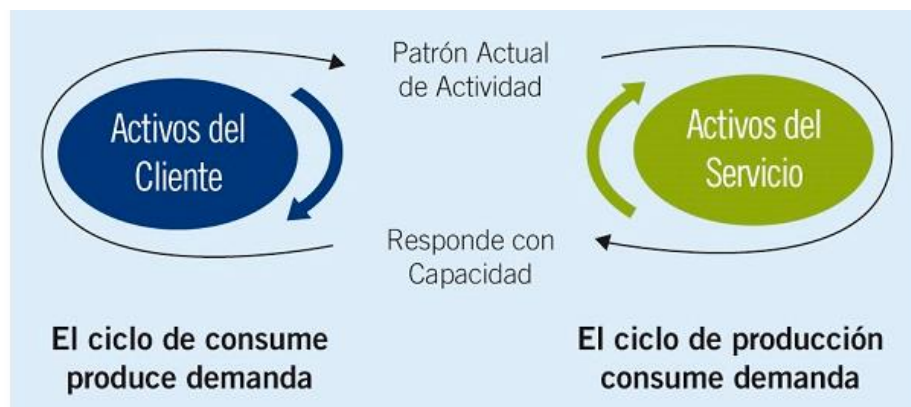 Patrón Actual
de Actividad
Activos del
Cliente
Activos del
Servicio
Responde con
Capacidad
El ciclo de consume
produce demanda
El ciclo de producción
consume demanda